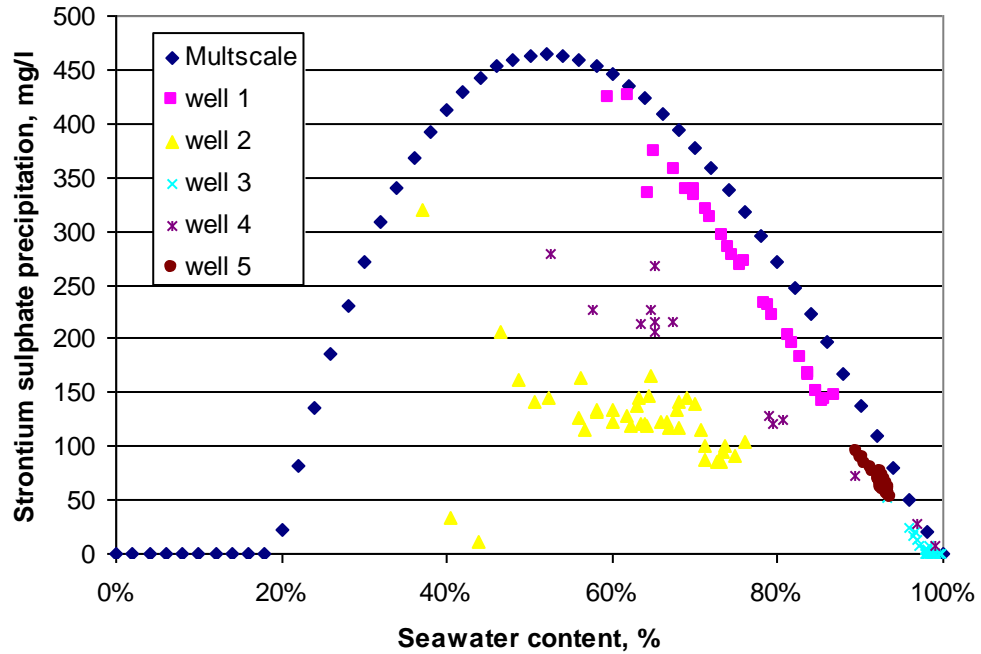 500
450
400
350
300
250
200
150
100
50
0
Strontium sulphate precipitation, mg/l
Multscale
well 1
well 2
well 3
well 4
well 5
0% 20% 40% 60% 80% 100%
Seawater content, %